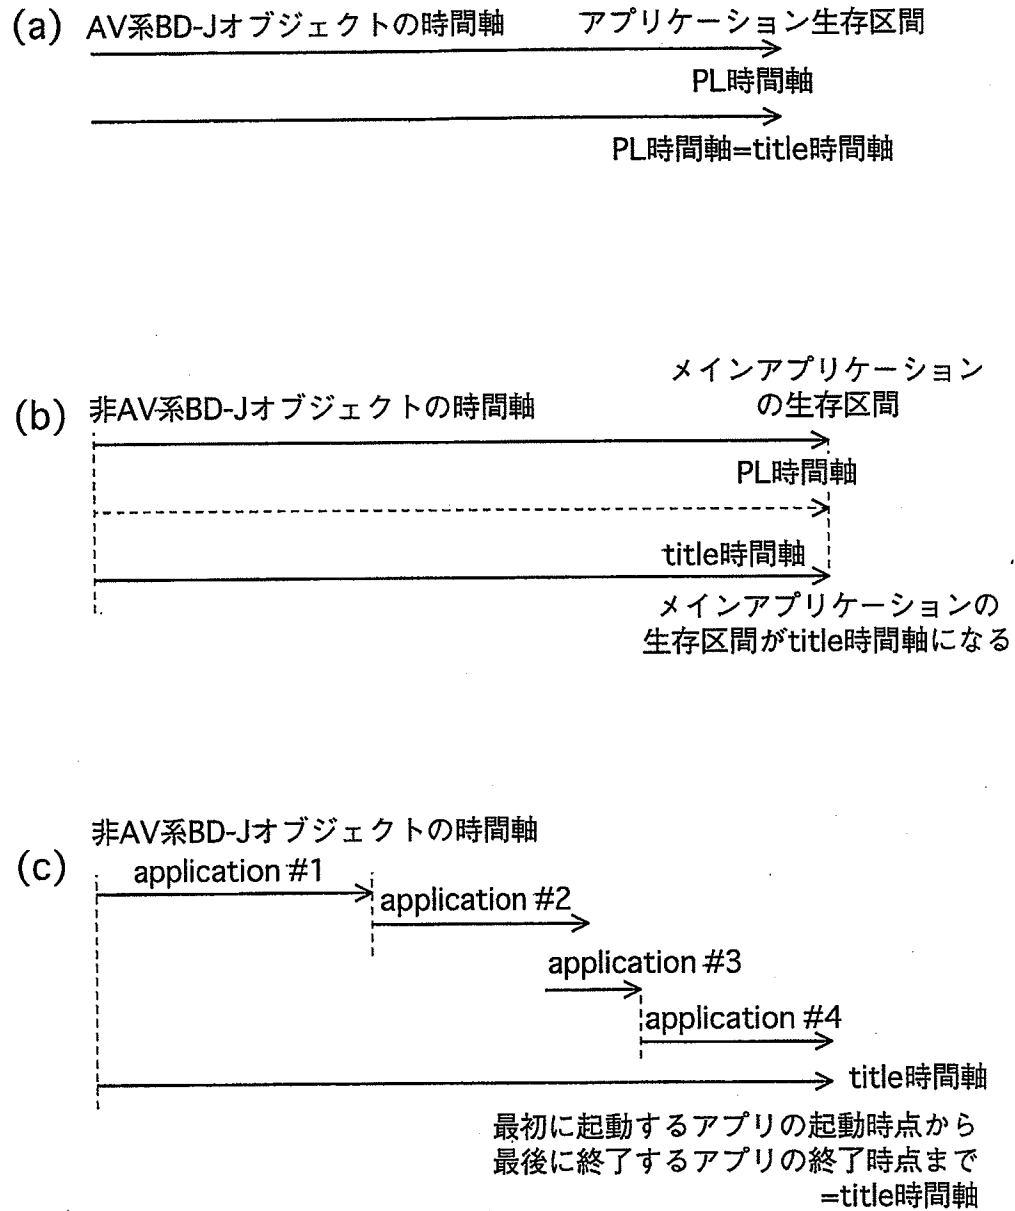 (a) AV系BD-Jオブジェクトの時間軸 アプリケーション生存区間
PL時間軸
PL時間軸=title時間軸
メインアプリケーション
の生存区間
(b) 非AV系BD-Jオブジェクトの時間軸
PL時間軸
title時間軸
メインアプリケーションの
生存区間がtitle時間軸になる
非AV系BD-Jオブジェクトの時間軸
(c) application #1
application #2
application #3
application #4
title時間軸
最初に起動するアプリの起動時点から
最後に終了するアプリの終了時点まで
=title時間軸